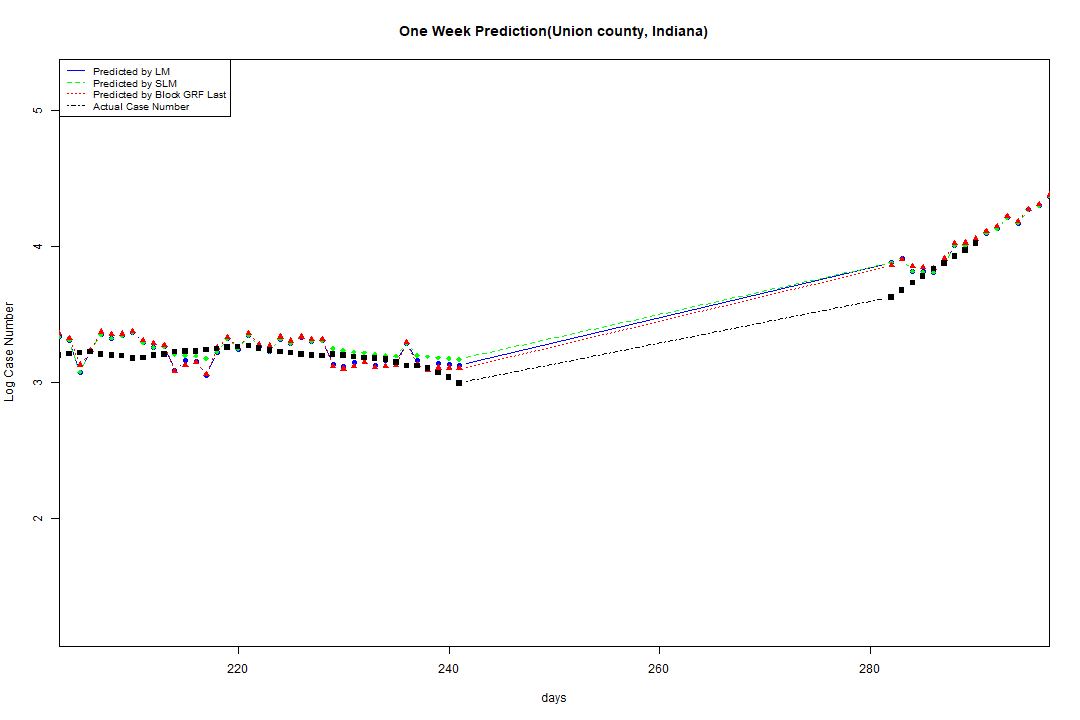 One Week Prediction(Union county, Indiana)
Predicted by LM
Predicted by SLM
Predicted by Block GRF Last
Actual Case Number
5
4
3
2
Log Case Number
220 240 260 280
days